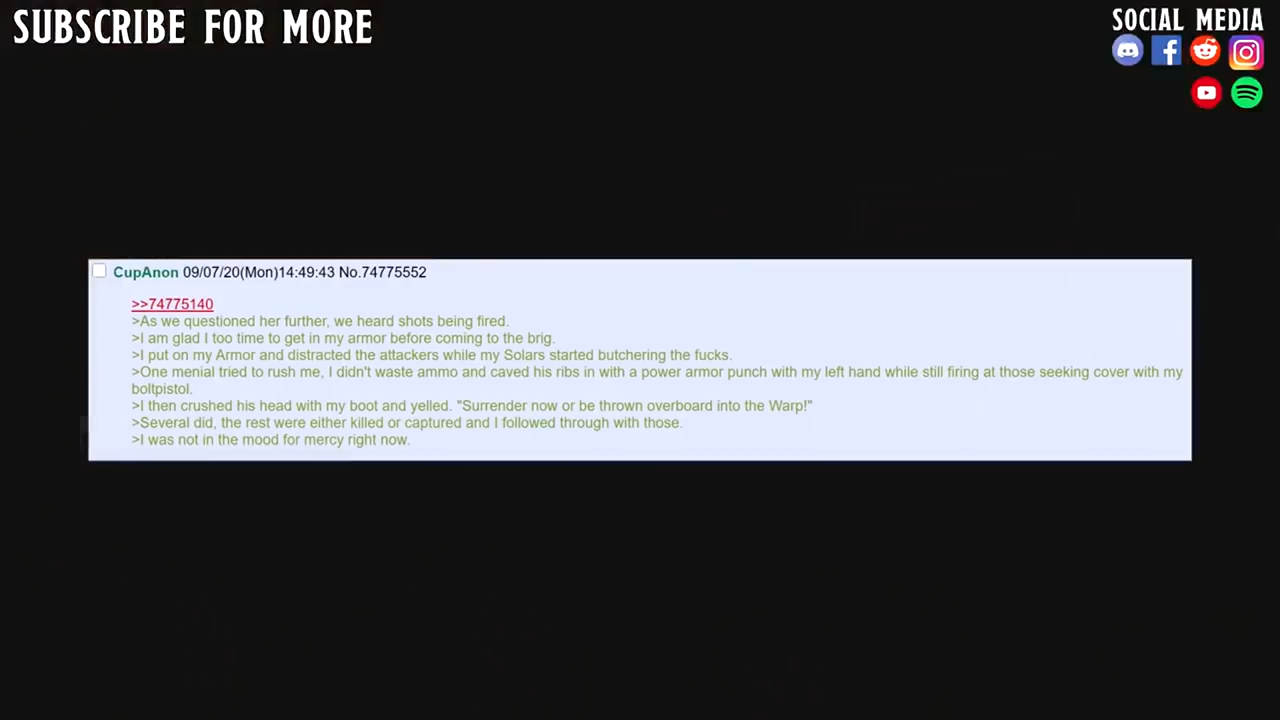 SUBSCRIBE FOR MORE
SOCIAL MEDIA
CupAnon 09/07/20(Mon)14:49:43 No.74775552
>>74775140
>As we questioned her further, we heard shots being fired.
>I am glad I too time to get in my armor before coming to the brig.
>I put on my Armor and distracted the attackers while my Solars started butchering the fucks.
>One menial tried to rush me, I didn't waste ammo and caved his ribs in with a power armor punch with my left hand while still firing at those seeking cover with my
boltpistol.
>I then crushed his head with my boot and yelled. "Surrender now or be thrown overboard into the Warp!"
>Several did, the rest were either killed or captured and I followed through with those.
>I was not in the mood for mercy right now.